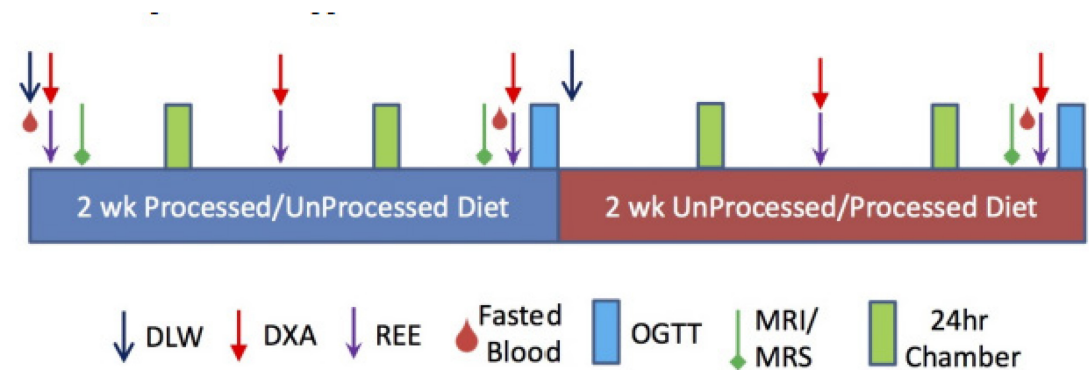 2 wk Processed/UnProcessed Diet
2 wk UnProcessed/Processed Diet
DLW
DXA
REE
Fasted
Blood
OGTT
MRI/
MRS
24hr
Chamber